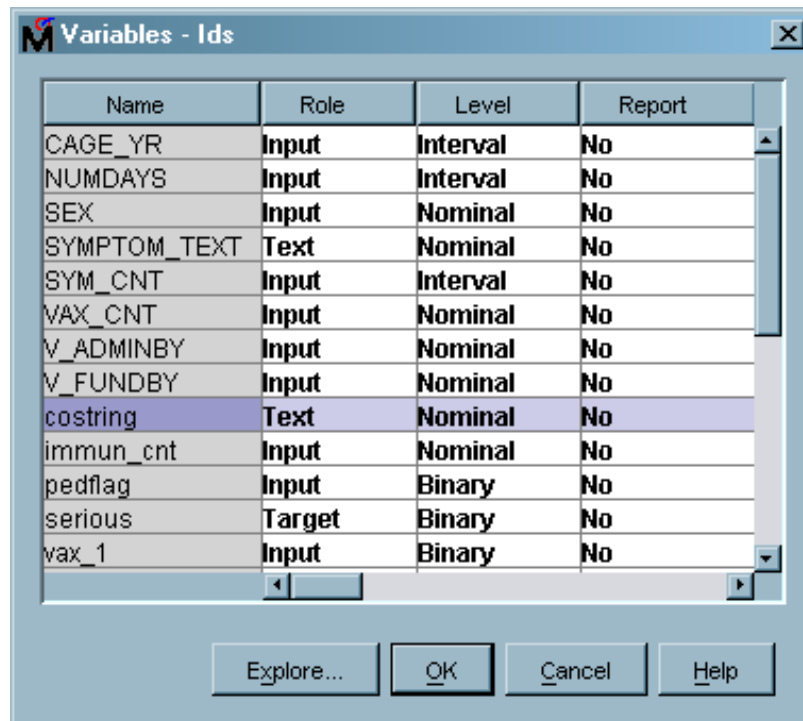 Variables - Ids
Name Role Level Report
CAGE_YR Input Interval No
NUMDAYS Input Interval No
SEX Input Nominal No
SYMPTOM_TEXT Text Nominal No
SYM_CNT Input Interval No
VAX_CNT Input Nominal No
V_ADMINBY Input Nominal No
V_FUNDBY Input Nominal No
costring Text Nominal No
immun_cnt Input Nominal No
pedflag Input Binary No
serious Target Binary No
vax_1 Input Binary No
Explore... OK Cancel Help